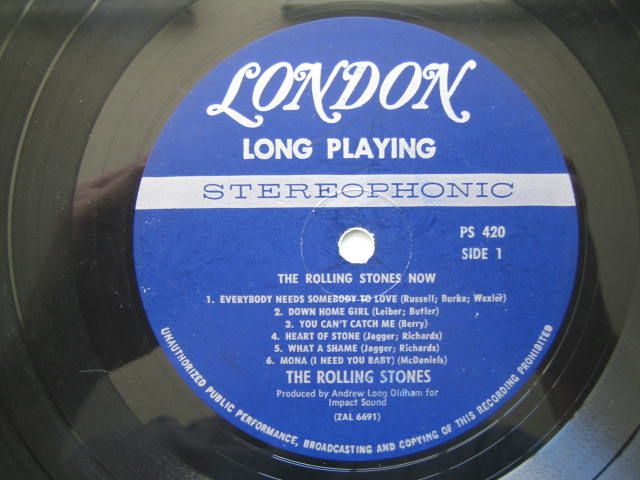 LONDON
LONG PLAYING
STEREOPHONIC
PS 420
SIDE 1
THE ROLLING STONES NOW
1. EVERYBODY NEEDS SOMEBODY TO LOVE (Russell; Burke; Wexler)
2. DOWN HOME GIRL (Leiber; Butler)
3. YOU CAN'T CATCH ME (Berry)
4. HEART OF STONE (Jagger; Richards)
5. WHAT A SHAME (Jagger; Richards)
6. MONA (I NEED YOU BABY) (McDaniels)
THE ROLLING STONES
Produced by Andrew Loog Oldham for
Impact Sound
(ZAL 6691)
UNAUTHORIZED PUBLIC PERFORMANCE, BROADCASTING AND COPYING OF THIS RECORDING PROHIBITED